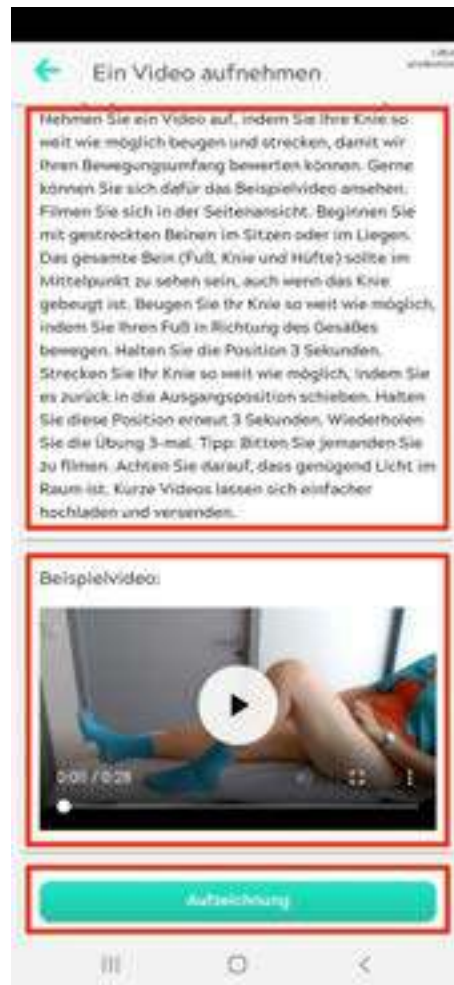 Ein Video aufnehmen
Nehmen Sie ein Video auf, indem Sie Ihre Knie so
weit wie möglich beugen und strecken, damit wir
Ihren Bewegungsumfang bewerten können. Gerne
können Sie sich dafür das Beispielvideo ansehen.
Filmen Sie sich in der Seitenansicht. Beginnen Sie
mit gestreckten Beinen im Sitzen oder im Liegen.
Das gesamte Bein (Fuß, Knie und Hüfte) sollte im
Mittelpunkt zu sehen sein, auch wenn das Knie
gebeugt ist. Beugen Sie Ihr Knie so weit wie möglich,
indem Sie Ihren Fuß in Richtung des Gesäßes
bewegen. Halten Sie die Position 3 Sekunden.
Strecken Sie Ihr Knie so weit wie möglich, indem Sie
es zurück in die Ausgangsposition schieben. Halten
Sie diese Position erneut 3 Sekunden. Wiederholen
Sie die Übung 3-mal. Tipp: Bitten Sie jemanden Sie
zu filmen. Achten Sie darauf, dass genügend Licht im
Raum ist. Kurze Videos lassen sich einfacher
hochladen und versenden.
Beispielvideo:
0:00 / 0:28
Aufzeichnung